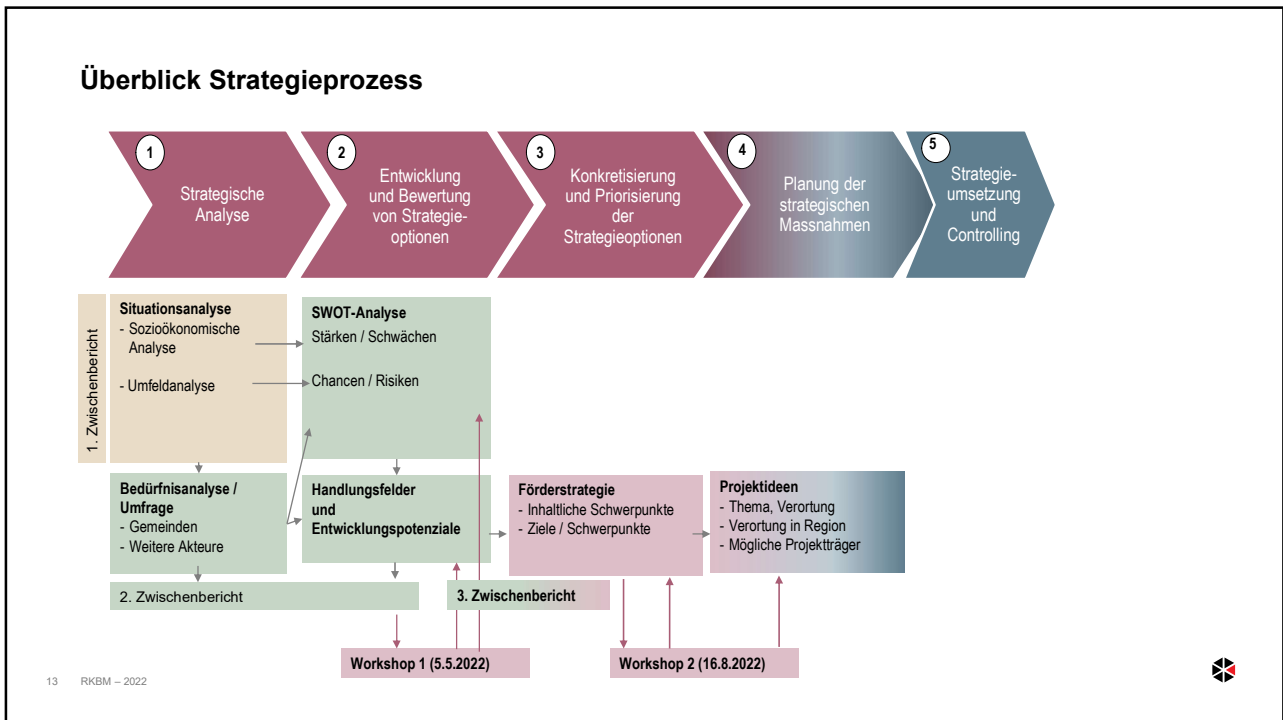 Überblick Strategieprozess
1
Strategische
Analyse
2
Entwicklung
und Bewertung
von Strategie-
optionen
3
Konkretisierung
und Priorisierung
der
Strategieoptionen
4
Planung der
strategischen
Massnahmen
5
Strategie-
umsetzung
und
Controlling
1. Zwischenbericht
Situationsanalyse
- Sozioökonomische
Analyse
- Umfeldanalyse
SWOT-Analyse
Stärken / Schwächen
Chancen / Risiken
Bedürfnisanalyse /
Umfrage
- Gemeinden
- Weitere Akteure
Handlungsfelder
und
Entwicklungspotenziale
Förderstrategie
- Inhaltliche Schwerpunkte
- Ziele / Schwerpunkte
Projektideen
- Thema, Verortung
- Verortung in Region
- Mögliche Projektträger
2. Zwischenbericht
3. Zwischenbericht
Workshop 1 (5.5.2022)
Workshop 2 (16.8.2022)
13 RKBM – 2022